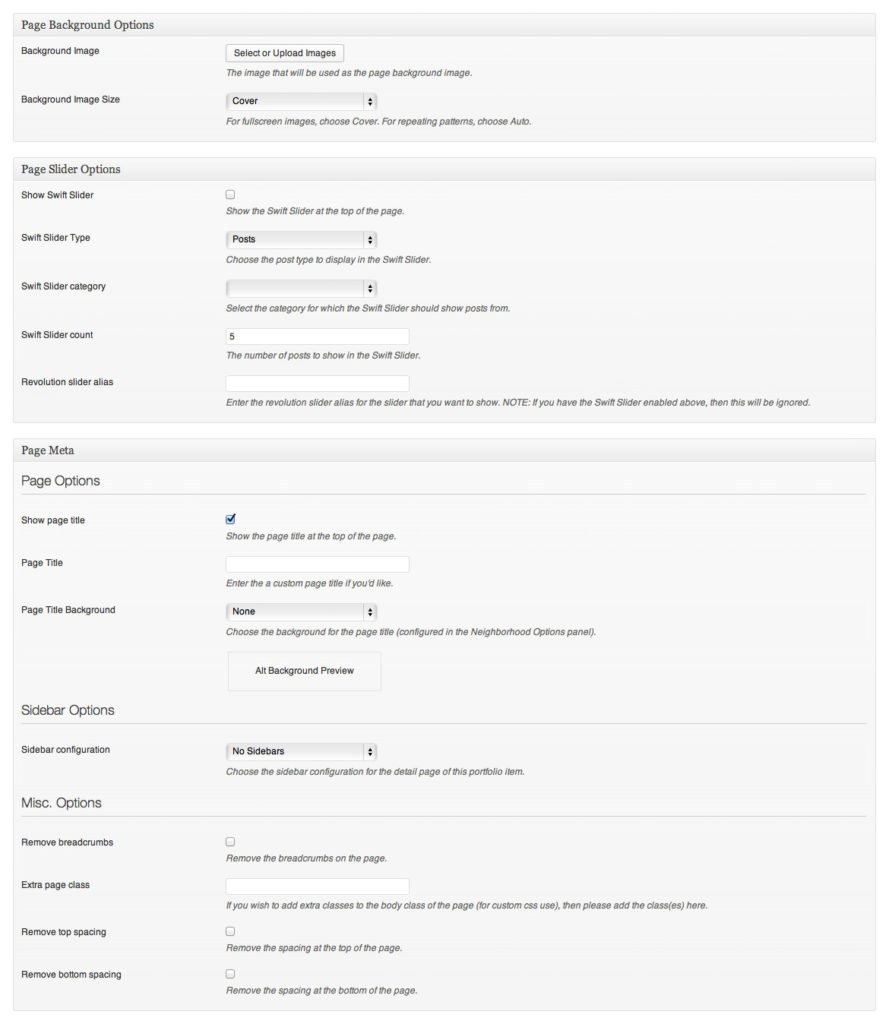 Page Background Options
Background Image
Select or Upload Images
The image that will be used as the page background image.
Background Image Size
Cover
For fullscreen images, choose Cover. For repeating patterns, choose Auto.
Page Slider Options
Show Swift Slider
Show the Swift Slider at the top of the page.
Swift Slider Type
Posts
Choose the post type to display in the Swift Slider.
Swift Slider category
Select the category for which the Swift Slider should show posts from.
Swift Slider count
5
The number of posts to show in the Swift Slider.
Revolution slider alias
Enter the revolution slider alias for the slider that you want to show. NOTE: If you have the Swift Slider enabled above, then this will be ignored.
Page Meta
Page Options
Show page title
Show the page title at the top of the page.
Page Title
Enter the a custom page title if you'd like.
Page Title Background
None
Choose the background for the page title (configured in the Neighborhood Options panel).
Alt Background Preview
Sidebar Options
Sidebar configuration
No Sidebars
Choose the sidebar configuration for the detail page of this portfolio item.
Misc. Options
Remove breadcrumbs
Remove the breadcrumbs on the page.
Extra page class
If you wish to add extra classes to the body class of the page (for custom css use), then please add the class(es) here.
Remove top spacing
Remove the spacing at the top of the page.
Remove bottom spacing
Remove the spacing at the bottom of the page.